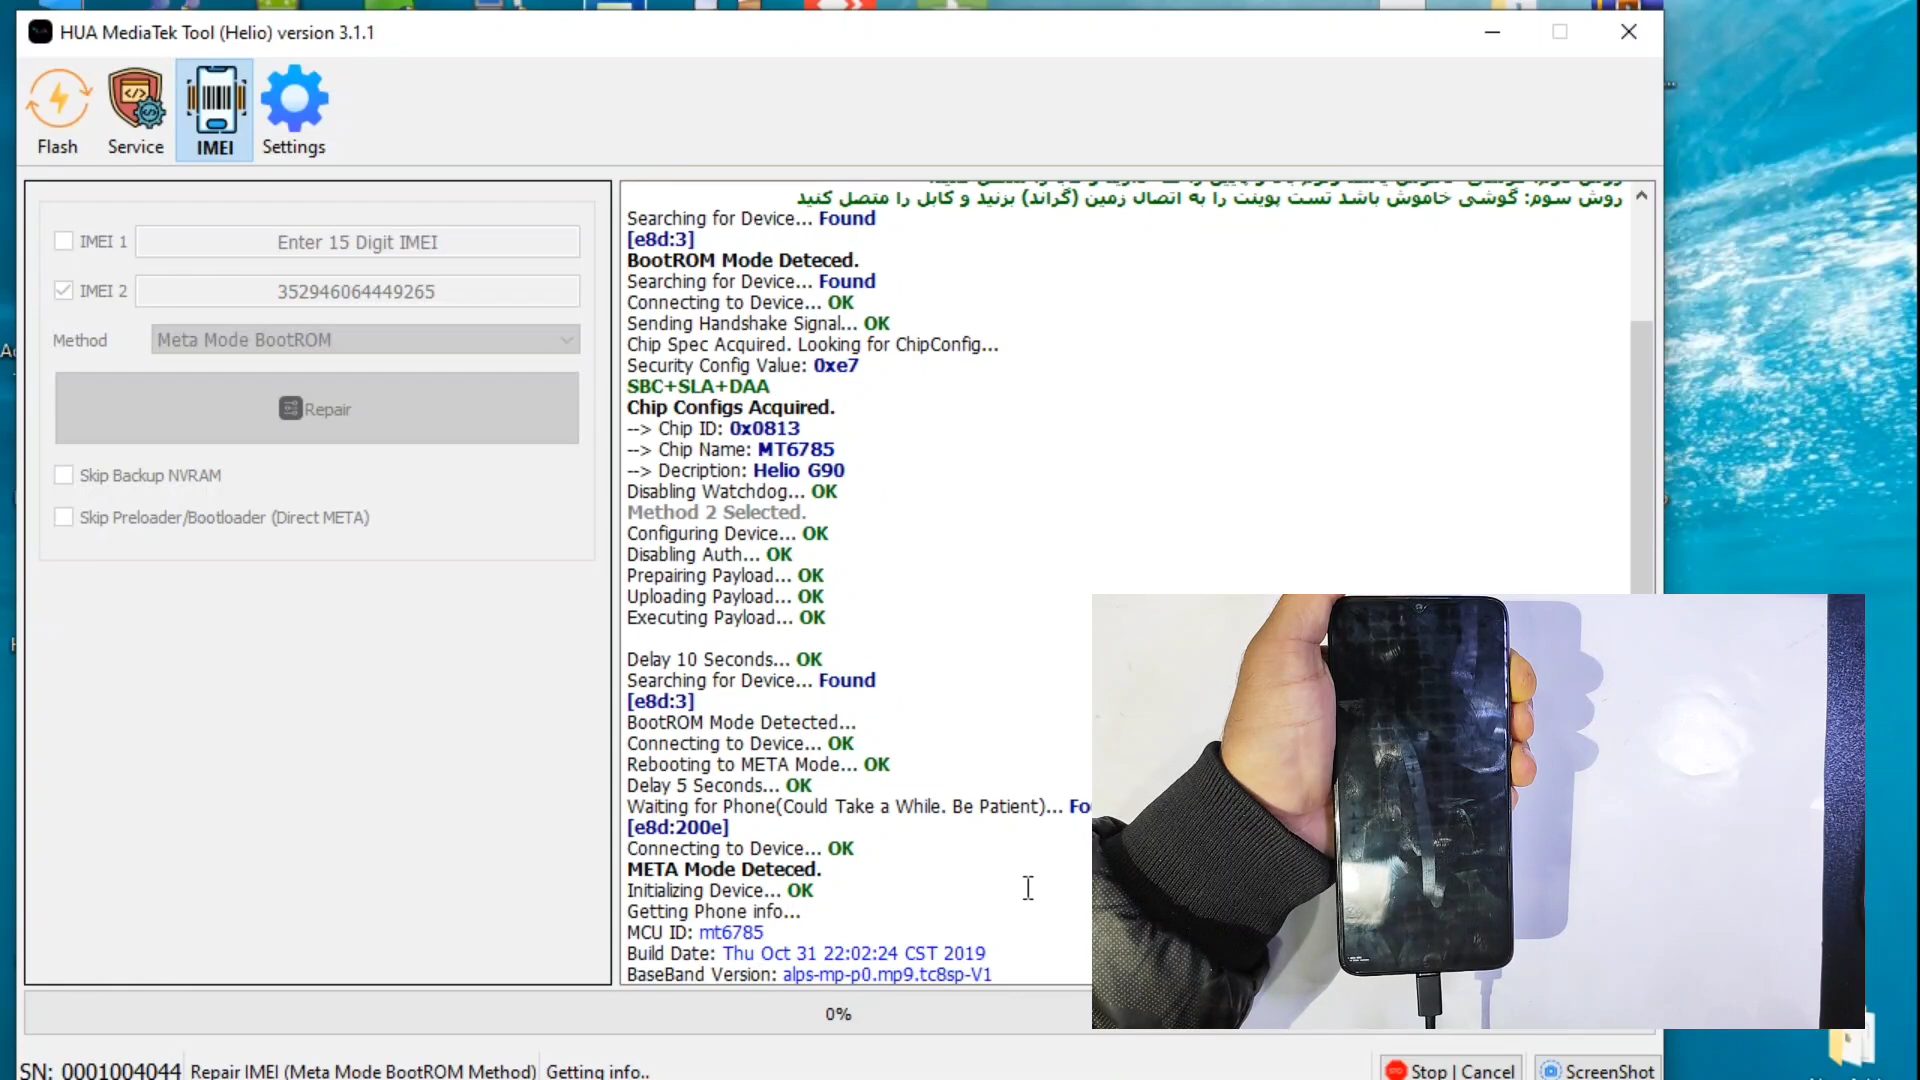 HUA MediaTek Tool (Helio) version 3.1.1
Flash
Service
IMEI
Settings
IMEI 1
Enter 15 Digit IMEI
IMEI 2
352946064449265
Method
Meta Mode BootROM
Repair
Skip Backup NVRAM
Skip Preloader/Bootloader (Direct META)
روش سوم: گوشی خاموش باشد تست پوینت را به اتصال زمین (گراند) بزنید و کابل را متصل کنید
Searching for Device... Found
[e8d:3]
BootROM Mode Deteced.
Searching for Device... Found
Connecting to Device... OK
Sending Handshake Signal... OK
Chip Spec Acquired. Looking for ChipConfig...
Security Config Value: 0xe7
SBC+SLA+DAA
Chip Configs Acquired.
--> Chip ID: 0x0813
--> Chip Name: MT6785
--> Decription: Helio G90
Disabling Watchdog... OK
Method 2 Selected.
Configuring Device... OK
Disabling Auth... OK
Preparing Payload... OK
Uploading Payload... OK
Executing Payload... OK
Delay 10 Seconds... OK
Searching for Device... Found
[e8d:3]
BootROM Mode Detected...
Connecting to Device... OK
Rebooting to META Mode... OK
Delay 5 Seconds... OK
Waiting for Phone(Could Take a While. Be Patient)... Fo
[e8d:200e]
Connecting to Device... OK
META Mode Deteced.
Initializing Device... OK
Getting Phone info...
MCU ID: mt6785
Build Date: Thu Oct 31 22:02:24 CST 2019
BaseBand Version: alps-mp-p0.mp9.tc8sp-V1
0%
SN: 0001004044
Repair IMEI (Meta Mode BootROM Method)
Getting info..
Stop | Cancel
ScreenShot